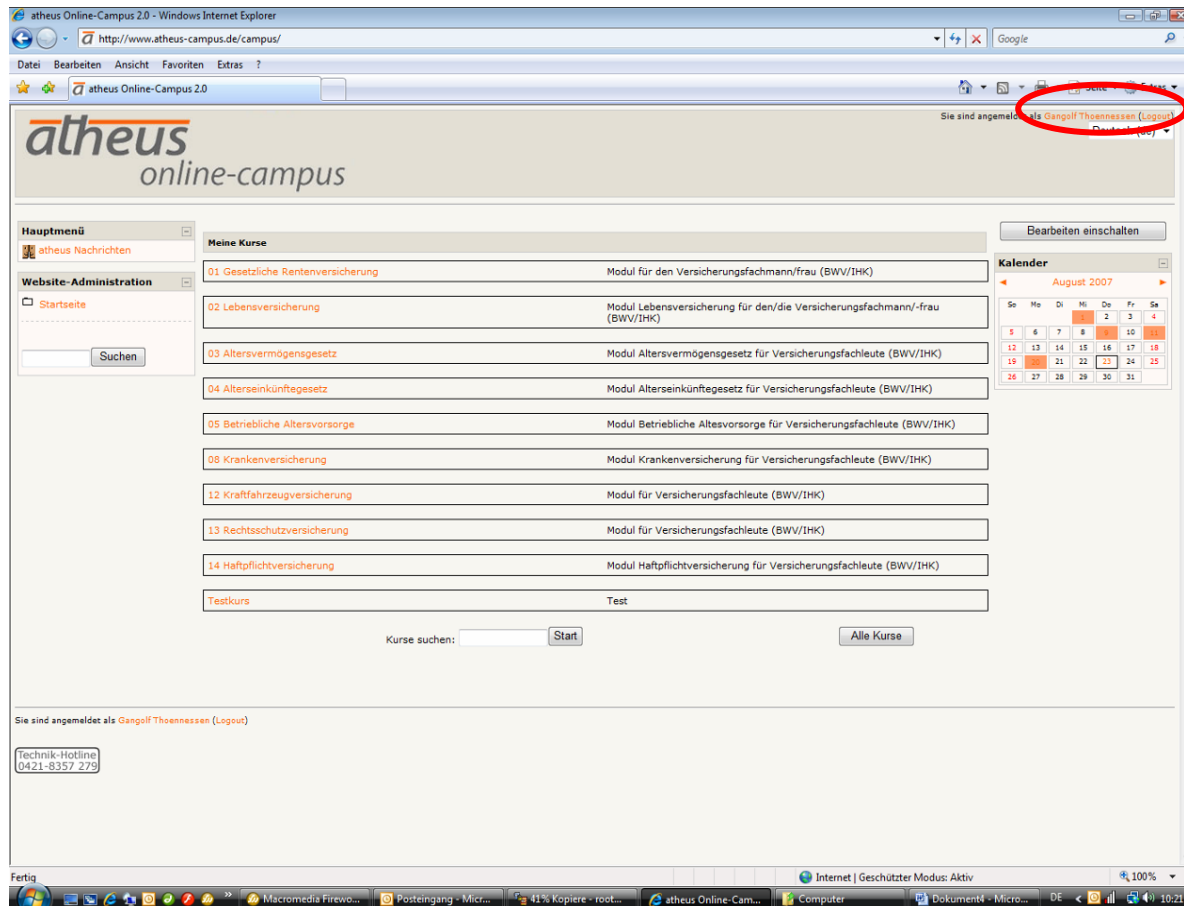 atheus Online-Campus 2.0 - Windows Internet Explorer
http://www.atheus-campus.de/campus/
Google
Datei Bearbeiten Ansicht Favoriten Extras ?
atheus Online-Campus 2.0
Seite Extras
Sie sind angemeldet als Gangolf Thoennessen (Logout)
Deutsch (de)
atheus
online-campus
Hauptmenü
atheus Nachrichten
Website-Administration
Startseite
Suchen
Meine Kurse
01 Gesetzliche Rentenversicherung Modul für den Versicherungsfachmann/frau (BWV/IHK)
02 Lebensversicherung Modul Lebensversicherung für den/die Versicherungsfachmann/-frau
(BWV/IHK)
03 Altersvermögensgesetz Modul Altersvermögensgesetz für Versicherungsfachleute (BWV/IHK)
04 Alterseinkünftegesetz Modul Alterseinkünftegesetz für Versicherungsfachleute (BWV/IHK)
05 Betriebliche Altersvorsorge Modul Betriebliche Altesvorsorge für Versicherungsfachleute (BWV/IHK)
08 Krankenversicherung Modul Krankenversicherung für Versicherungsfachleute (BWV/IHK)
12 Kraftfahrzeugversicherung Modul für Versicherungsfachleute (BWV/IHK)
13 Rechtsschutzversicherung Modul für Versicherungsfachleute (BWV/IHK)
14 Haftpflichtversicherung Modul Haftpflichtversicherung für Versicherungsfachleute (BWV/IHK)
Testkurs Test
Kurse suchen: Start Alle Kurse
Bearbeiten einschalten
Kalender
August 2007
So Mo Di Mi Do Fr Sa
1 2 3 4
5 6 7 8 9 10 11
12 13 14 15 16 17 18
19 20 21 22 23 24 25
26 27 28 29 30 31
Sie sind angemeldet als Gangolf Thoennessen (Logout)
Technik-Hotline
0421-8357 279
Fertig Internet | Geschützter Modus: Aktiv 100%
Macromedia Firewo... Posteingang - Micr... 41% Kopiere - root... atheus Online-Cam... Computer Dokument4 - Micro... DE 10:21